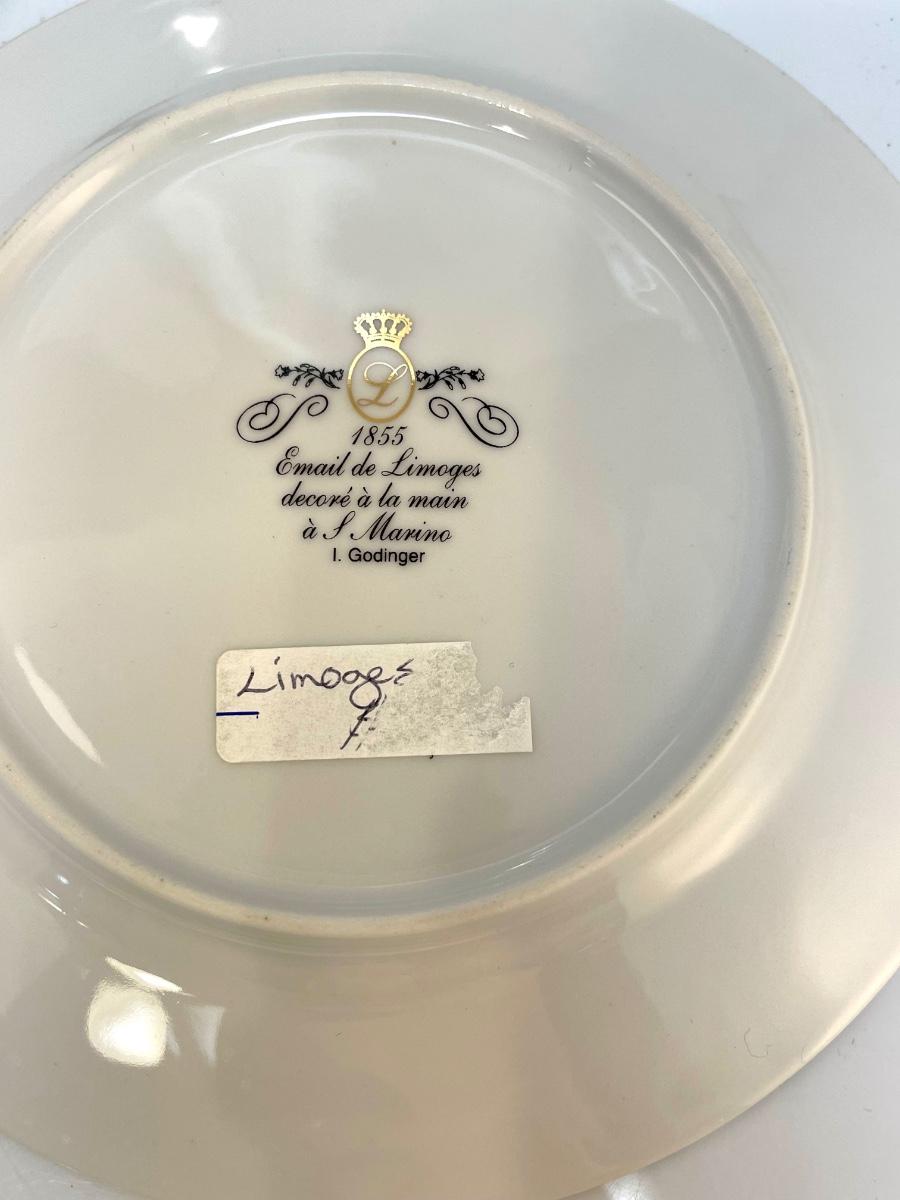 L
1855
Email de Limoges
decoré à la main
à S Marino
I. Godinger
Limoges